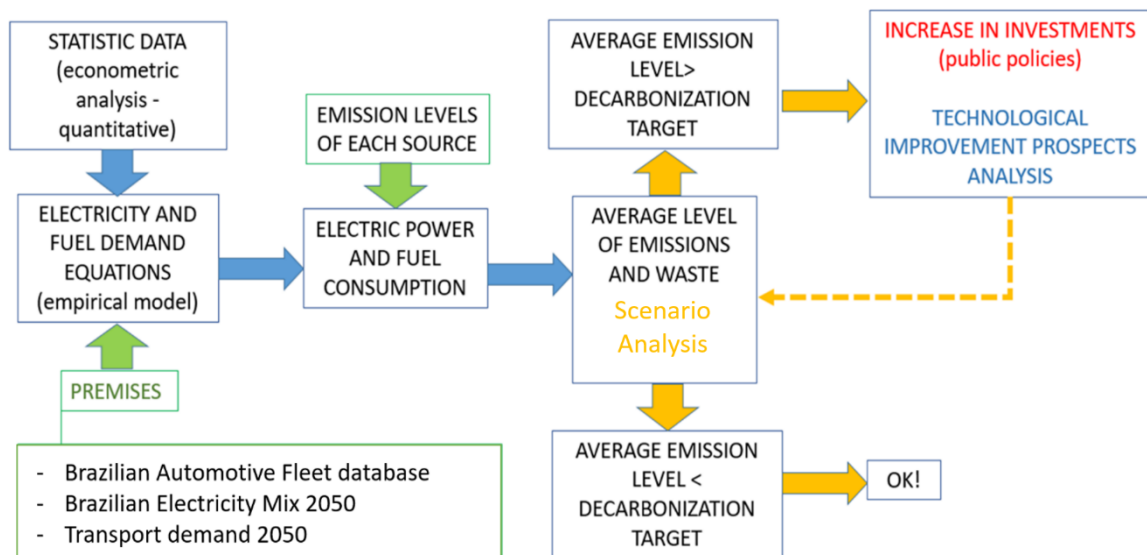 STATISTIC DATA
(econometric
analysis -
quantitative)
ELECTRICITY AND
FUEL DEMAND
EQUATIONS
(empirical model)
PREMISES
- Brazilian Automotive Fleet database
- Brazilian Electricity Mix 2050
- Transport demand 2050
EMISSION LEVELS
OF EACH SOURCE
ELECTRIC POWER
AND FUEL
CONSUMPTION
AVERAGE EMISSION
LEVEL>
DECARBONIZATION
TARGET
AVERAGE LEVEL
OF EMISSIONS
AND WASTE
Scenario
Analysis
AVERAGE EMISSION
LEVEL <
DECARBONIZATION
TARGET
INCREASE IN INVESTMENTS
(public policies)
TECHNOLOGICAL
IMPROVEMENT PROSPECTS
ANALYSIS
OK!